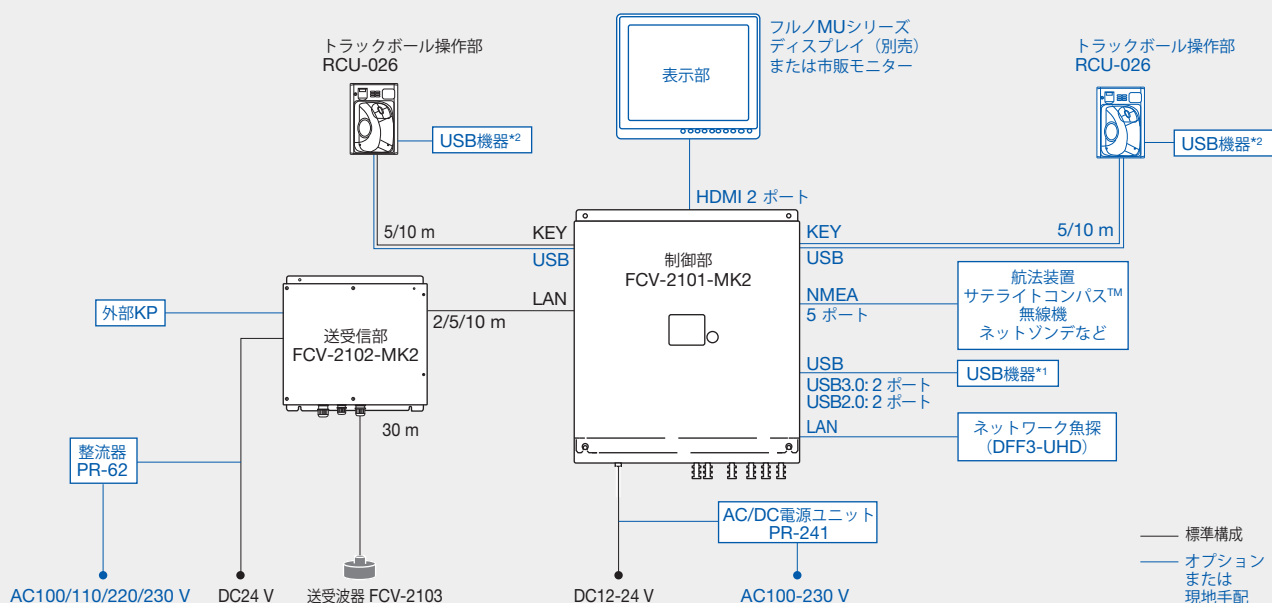 トラックボール操作部
RCU-026
USB機器*2
表示部
フルノMUシリーズ
ディスプレイ（別売）
または市販モニター
トラックボール操作部
RCU-026
USB機器*2
HDMI 2 ポート
5/10 m
KEY
USB
LAN
2/5/10 m
制御部
FCV-2101-MK2
KEY
5/10 m
USB
NMEA
5 ポート
航法装置
サテライトコンパス™
無線機
ネットゾンデなど
USB
USB3.0: 2 ポート
USB2.0: 2 ポート
USB機器*1
LAN
ネットワーク魚探
（DFF3-UHD）
外部KP
送受信部
FCV-2102-MK2
30 m
整流器
PR-62
AC/DC電源ユニット
PR-241
標準構成
オプション
または
現地手配
AC100/110/220/230 V
DC24 V
送受波器 FCV-2103
DC12-24 V
AC100-230 V